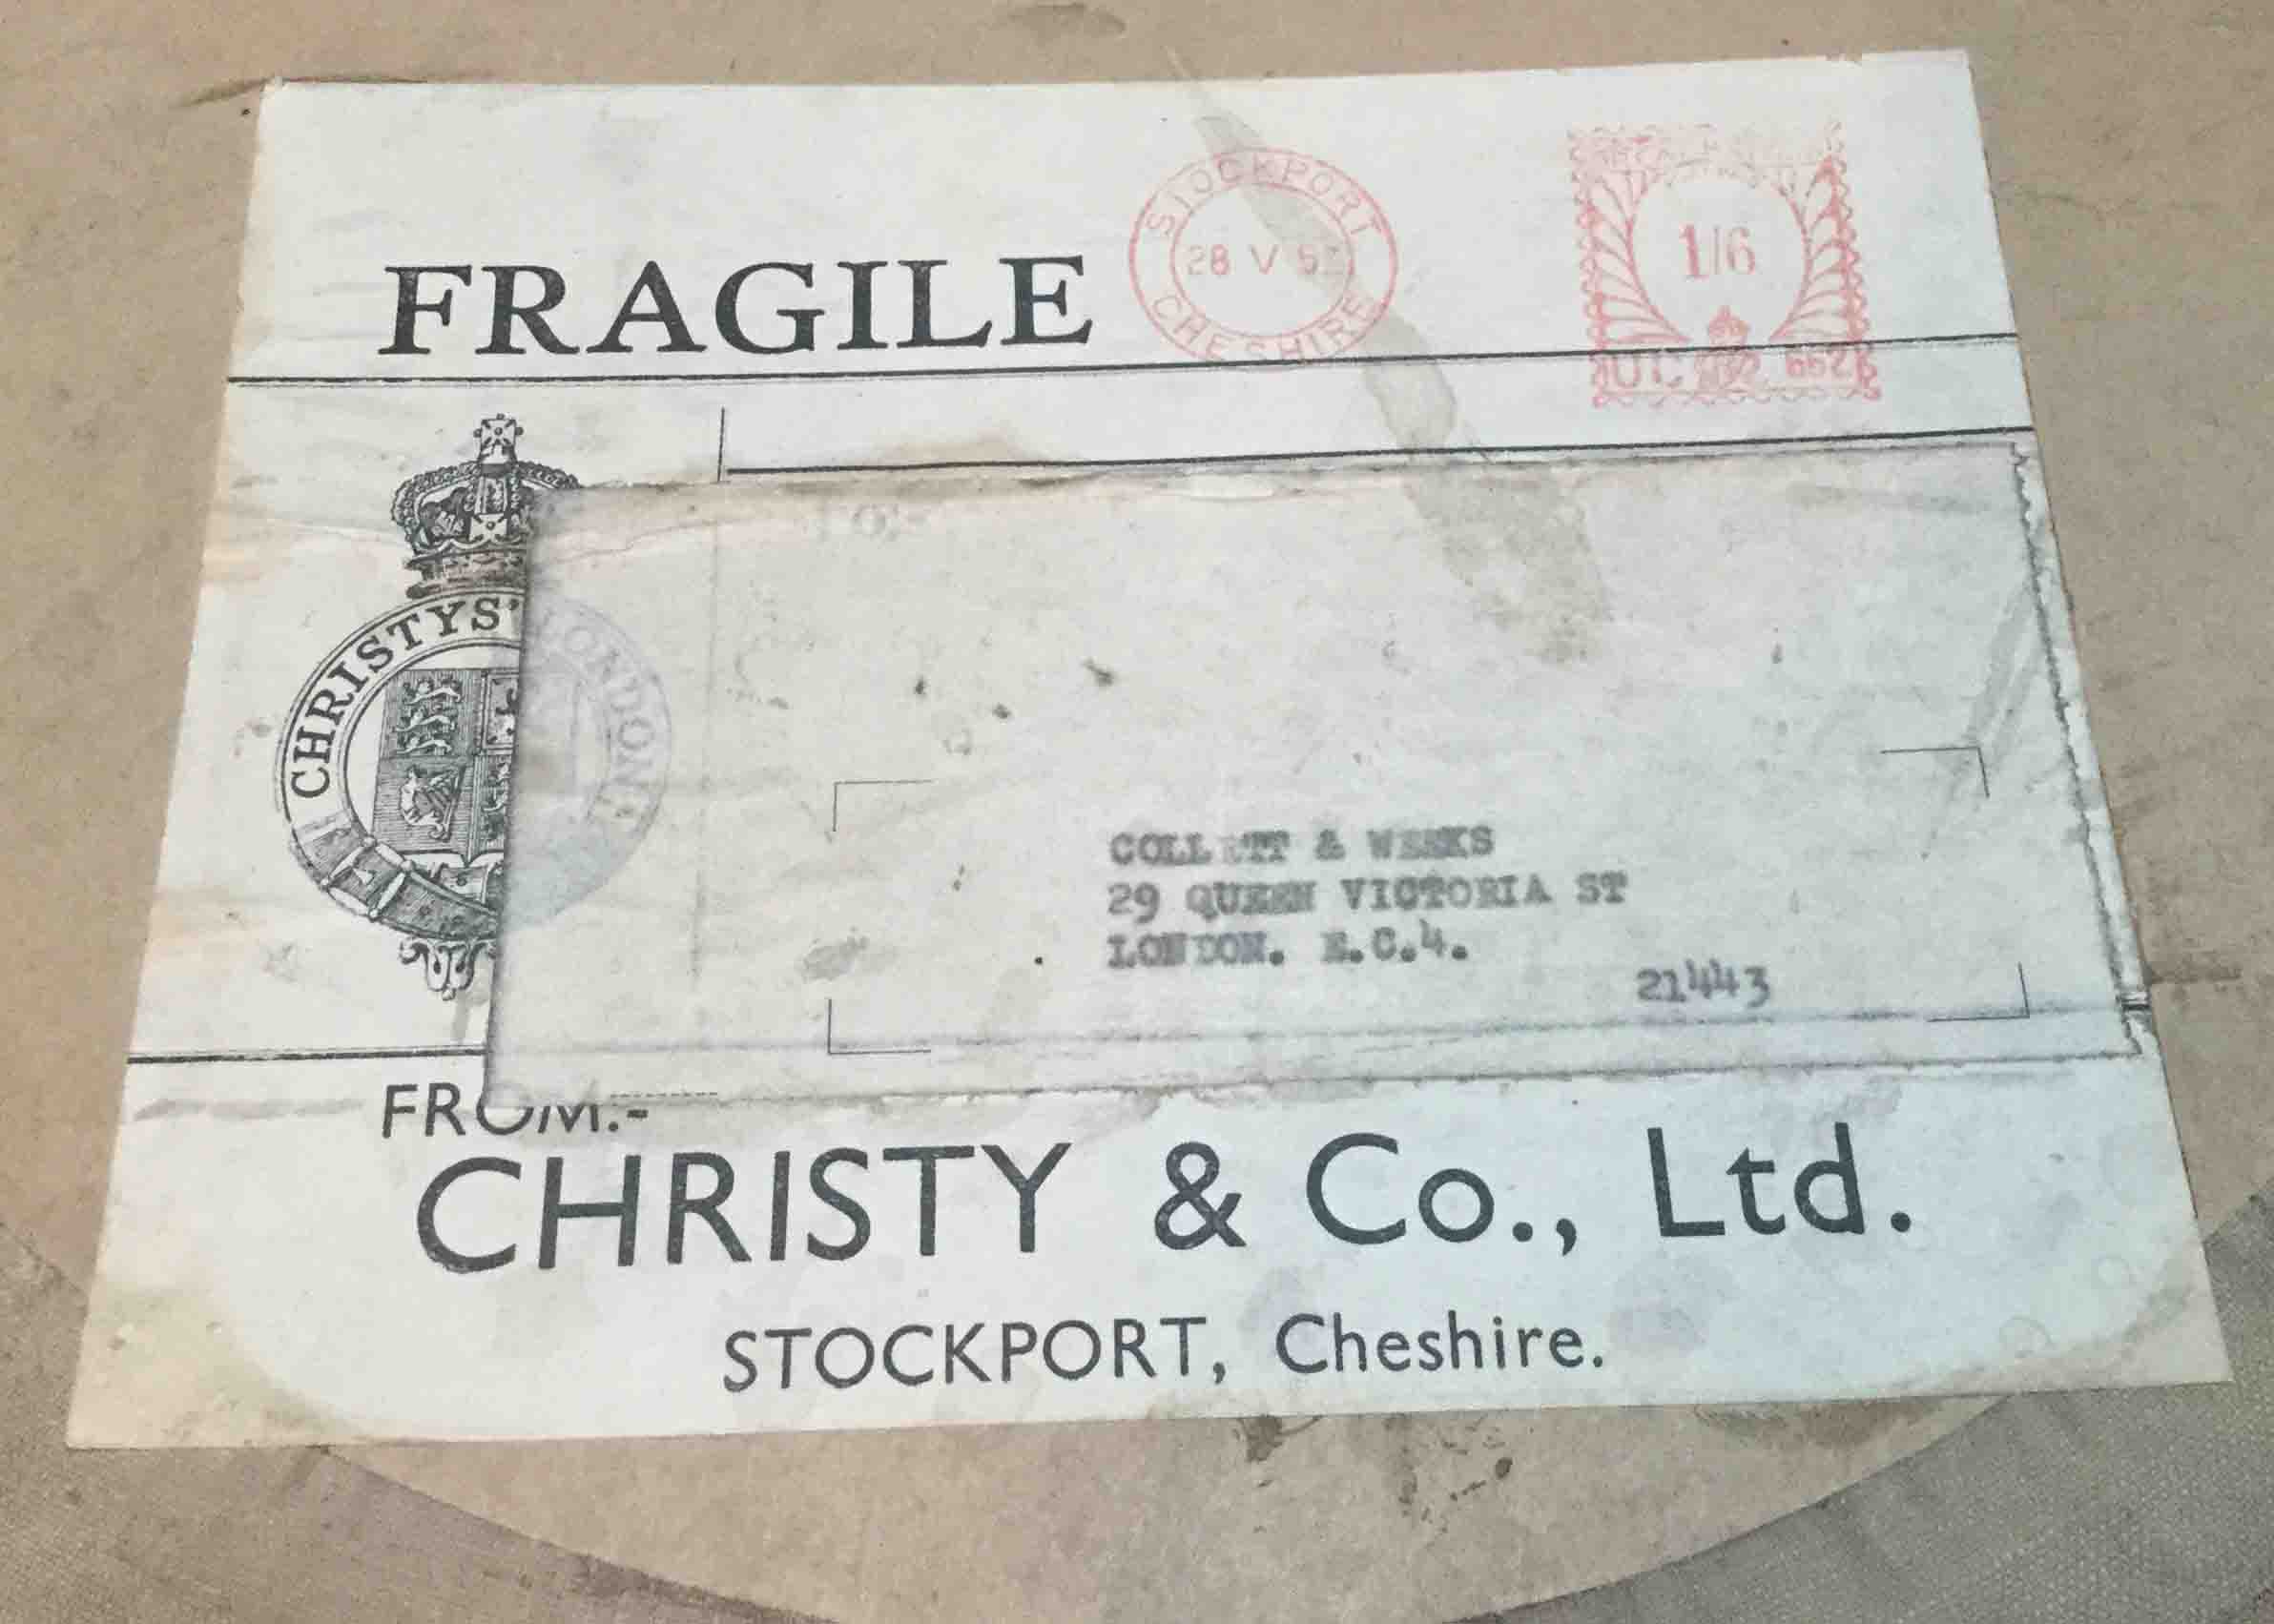 FRAGILE
STOCKPORT
28 V
CHESHIRE
1/6
CHRISTYS' LONDON
To:-
COLLETT & WEEKS
29 QUEEN VICTORIA ST
LONDON. E.C.4.
21443
FROM:-
CHRISTY & Co., Ltd.
STOCKPORT, Cheshire.